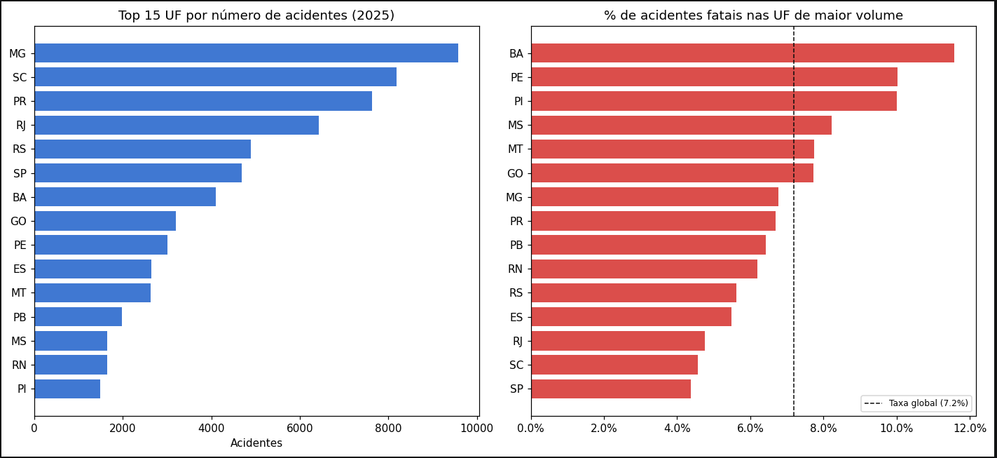 Top 15 UF por número de acidentes (2025)
MG
SC
PR
RJ
RS
SP
BA
GO
PE
ES
MT
PB
MS
RN
PI
0 2000 4000 6000 8000 10000
Acidentes
% de acidentes fatais nas UF de maior volume
BA
PE
PI
MS
MT
GO
MG
PR
PB
RN
RS
ES
RJ
SC
SP
Taxa global (7.2%)
0.0% 2.0% 4.0% 6.0% 8.0% 10.0% 12.0%